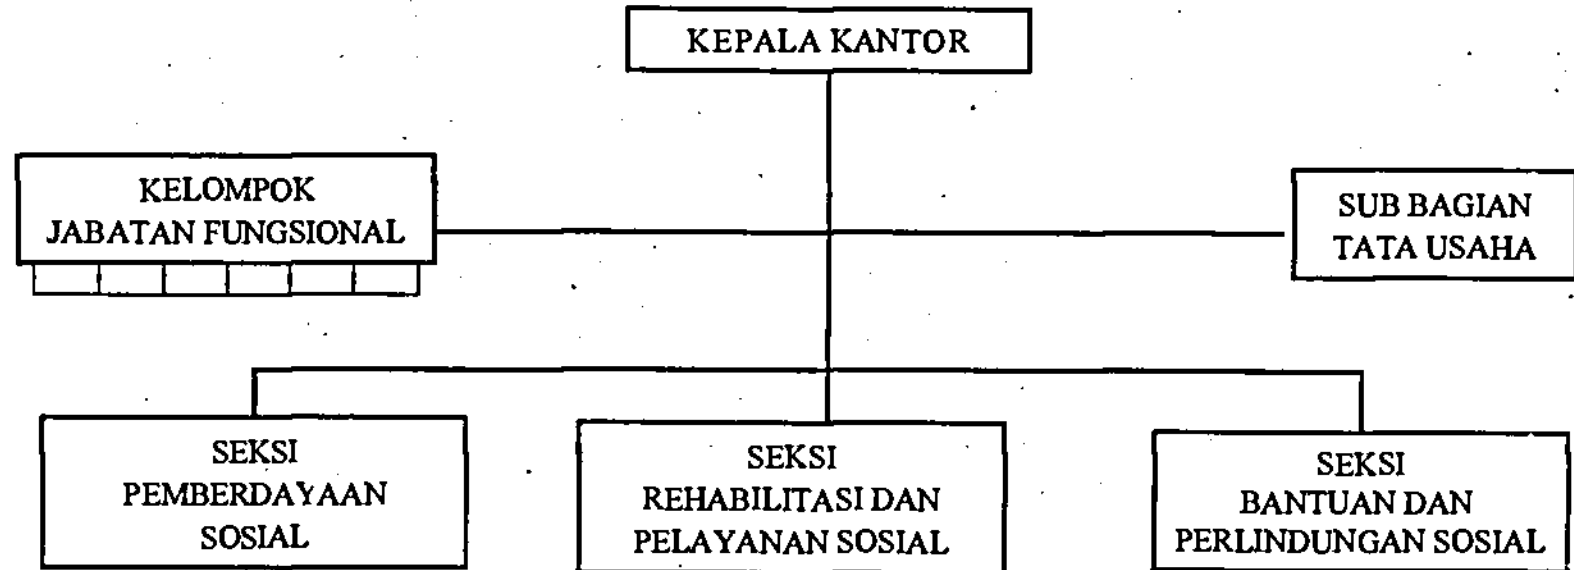 KEPALA KANTOR
KELOMPOK
JABATAN FUNGSIONAL
SUB BAGIAN
TATA USAHA
SEKSI
PEMBERDAYAAN
SOSIAL
SEKSI
REHABILITASI DAN
PELAYANAN SOSIAL
SEKSI
BANTUAN DAN
PERLINDUNGAN SOSIAL